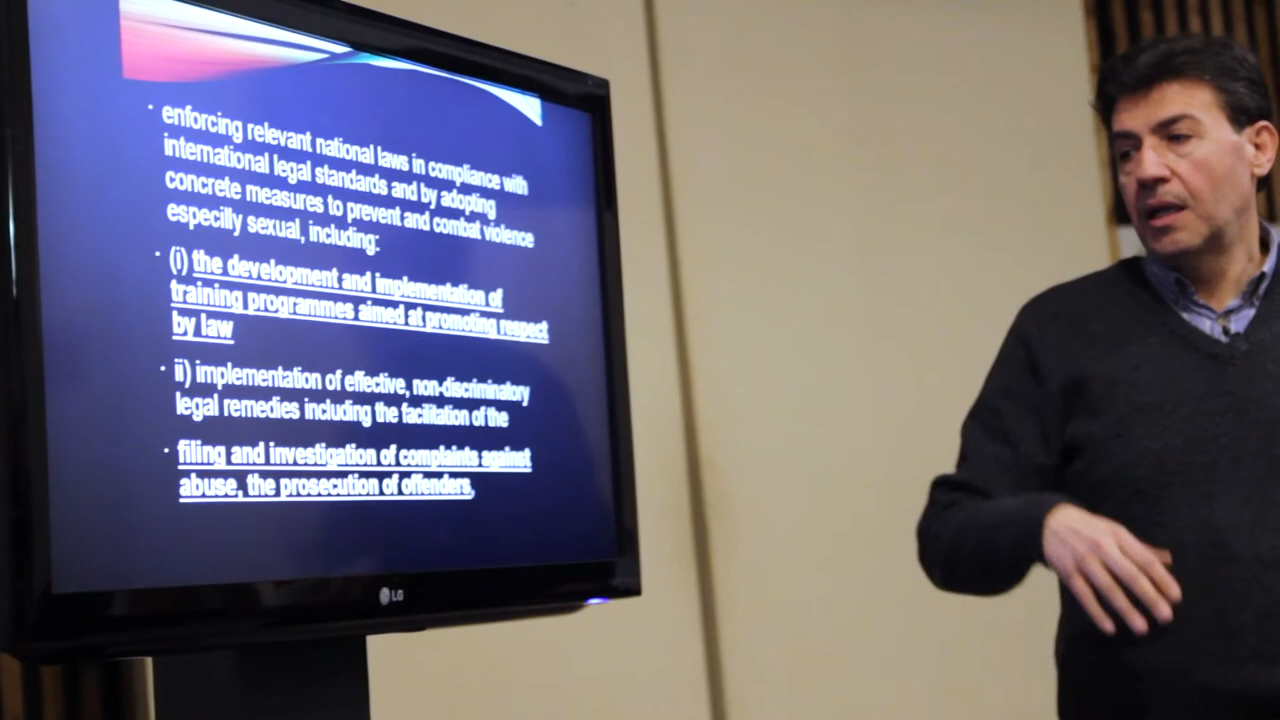 · enforcing relevant national laws in compliance with
international legal standards and by adopting
concrete measures to prevent and combat violence
especilly sexual, including:
· (i) the development and implementation of
training programmes aimed at promoting respect
by law
· ii) implementation of effective, non-discriminatory
legal remedies including the facilitation of the
· filing and investigation of complaints against
abuse, the prosecution of offenders,
LG